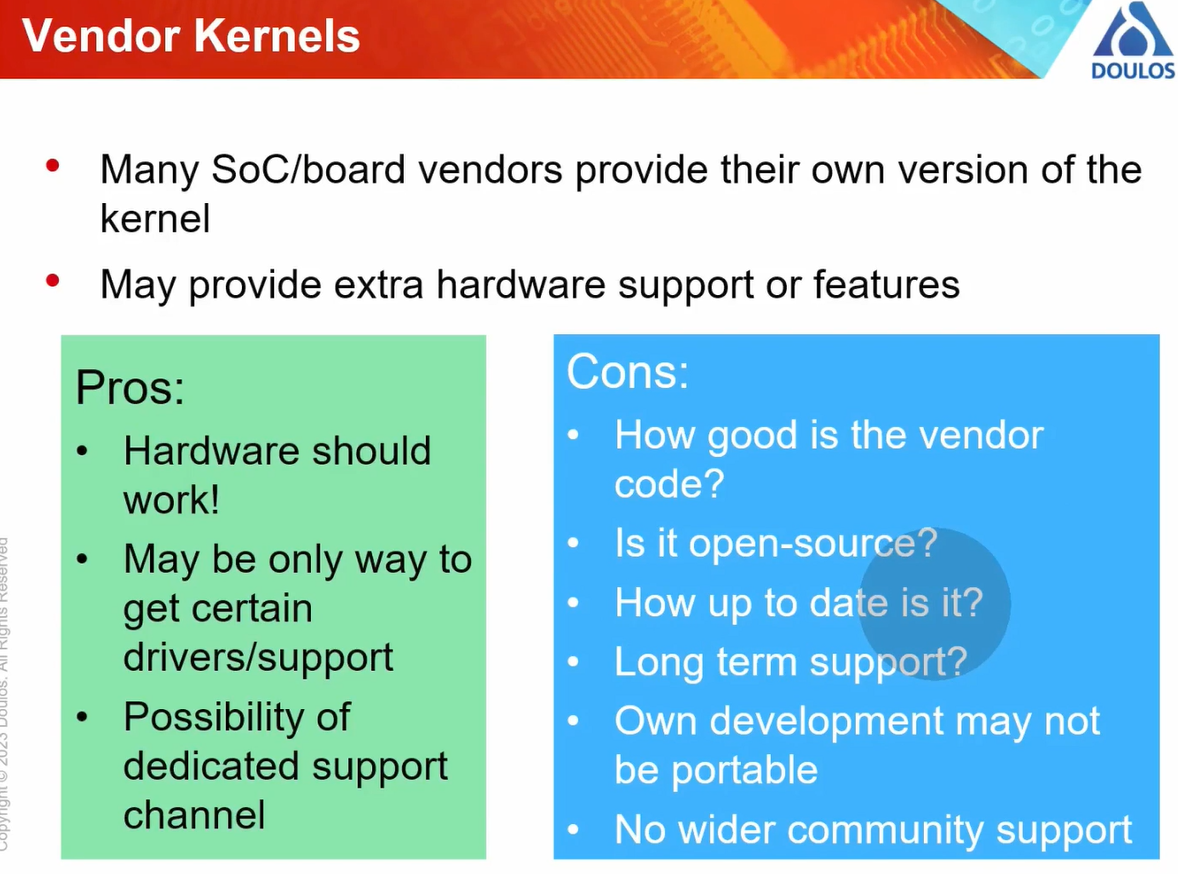 Vendor Kernels
DOULOS
• Many SoC/board vendors provide their own version of the
kernel
• May provide extra hardware support or features
Pros:
• Hardware should
work!
• May be only way to
get certain
drivers/support
• Possibility of
dedicated support
channel
Cons:
• How good is the vendor
code?
• Is it open-source?
• How up to date is it?
• Long term support?
• Own development may not
be portable
• No wider community support
Copyright © 2023 Doulos. All Rights Reserved